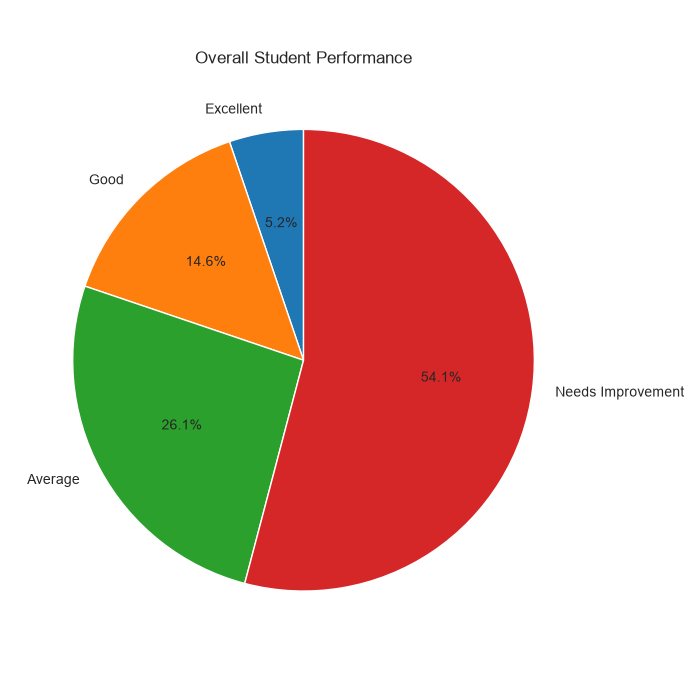 Overall Student Performance
Excellent
Good
5.2%
14.6%
54.1%
Needs Improvement
26.1%
Average